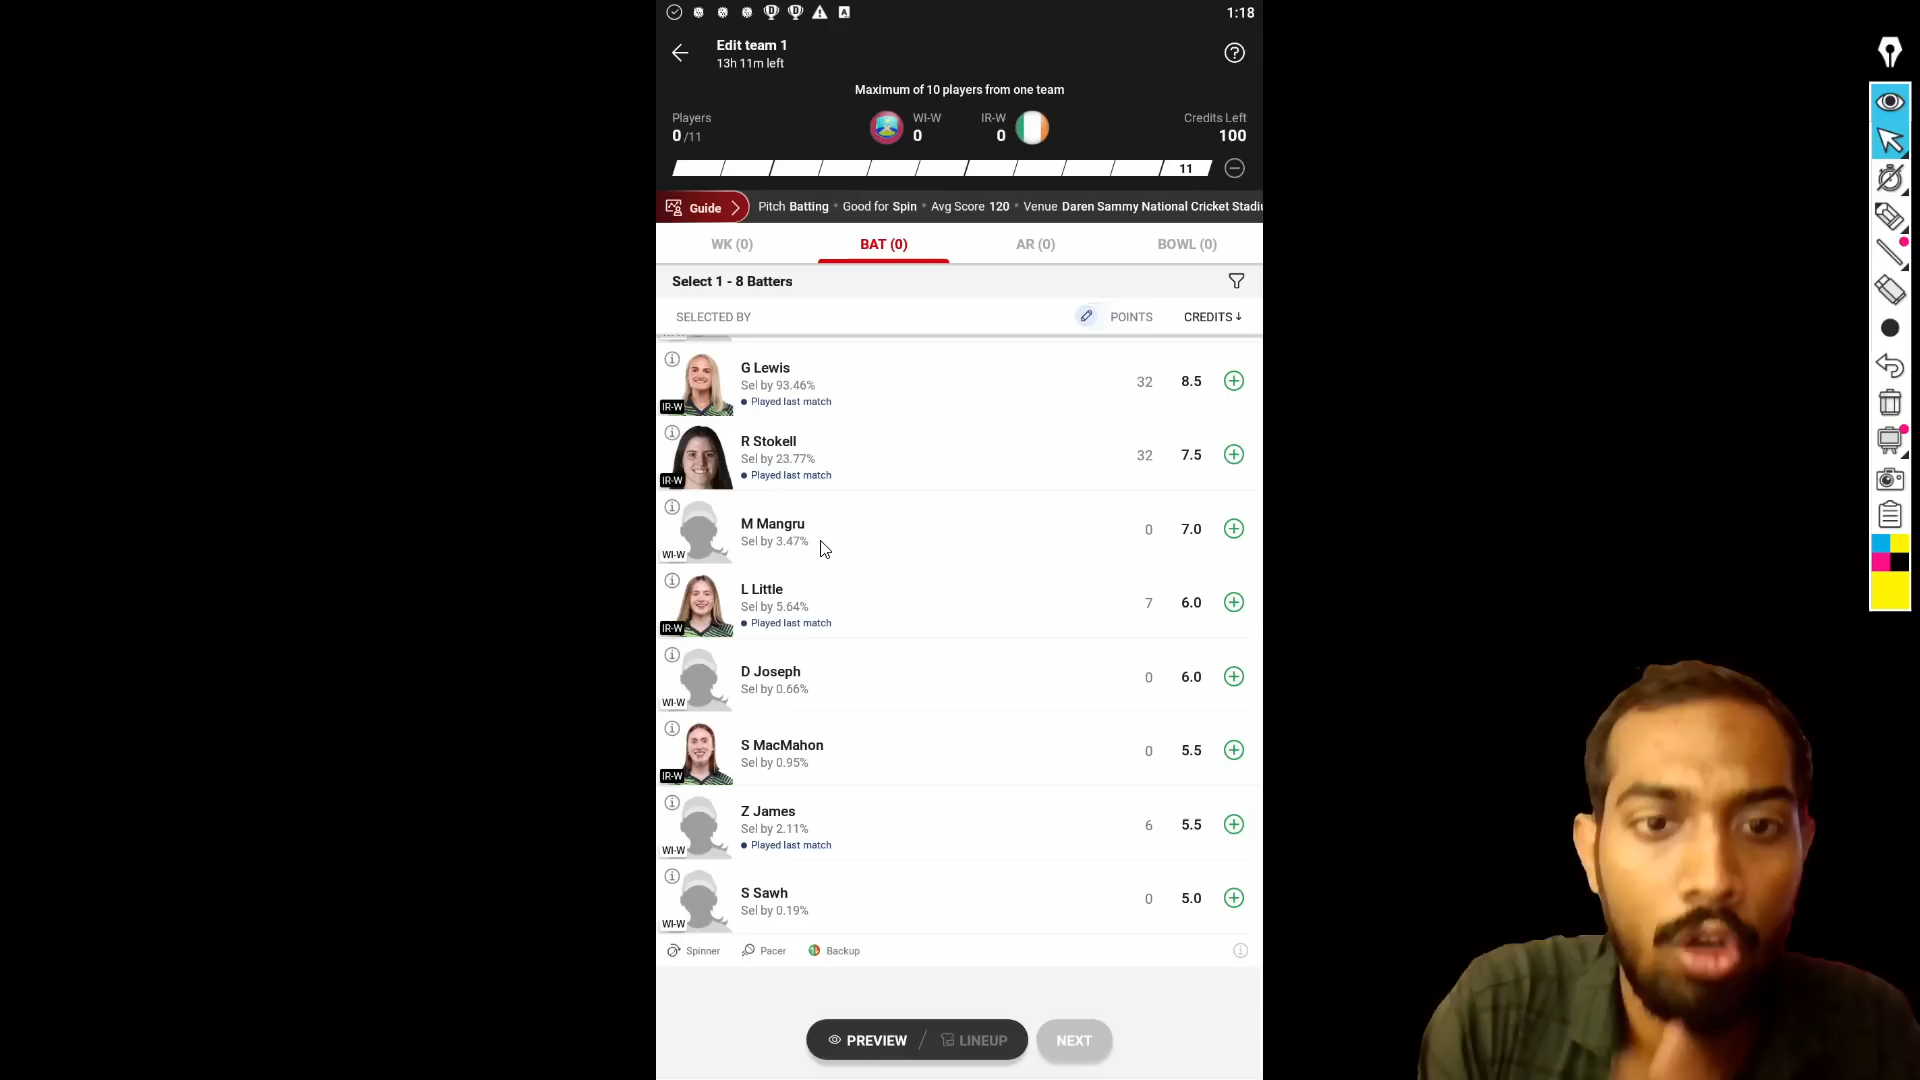 1:18
Edit team 1
13h 11m left
Maximum of 10 players from one team
Players
0 /11
WI-W
0
IR-W
0
Credits Left
100
11
Guide
Pitch Batting • Good for Spin • Avg Score 120 • Venue Daren Sammy National Cricket
WK (0)
BAT (0)
AR (0)
BOWL (0)
Select 1 - 8 Batters
SELECTED BY
POINTS
CREDITS↓
G Lewis
Sel by 93.46%
Played last match
IR-W
32
8.5
R Stokell
Sel by 23.77%
Played last match
IR-W
32
7.5
M Mangru
Sel by 3.47%
WI-W
0
7.0
L Little
Sel by 5.64%
Played last match
IR-W
7
6.0
D Joseph
Sel by 0.66%
WI-W
0
6.0
S MacMahon
Sel by 0.95%
IR-W
0
5.5
Z James
Sel by 2.11%
Played last match
WI-W
6
5.5
S Sawh
Sel by 0.19%
WI-W
0
5.0
Spinner
Pacer
Backup
PREVIEW
LINEUP
NEXT